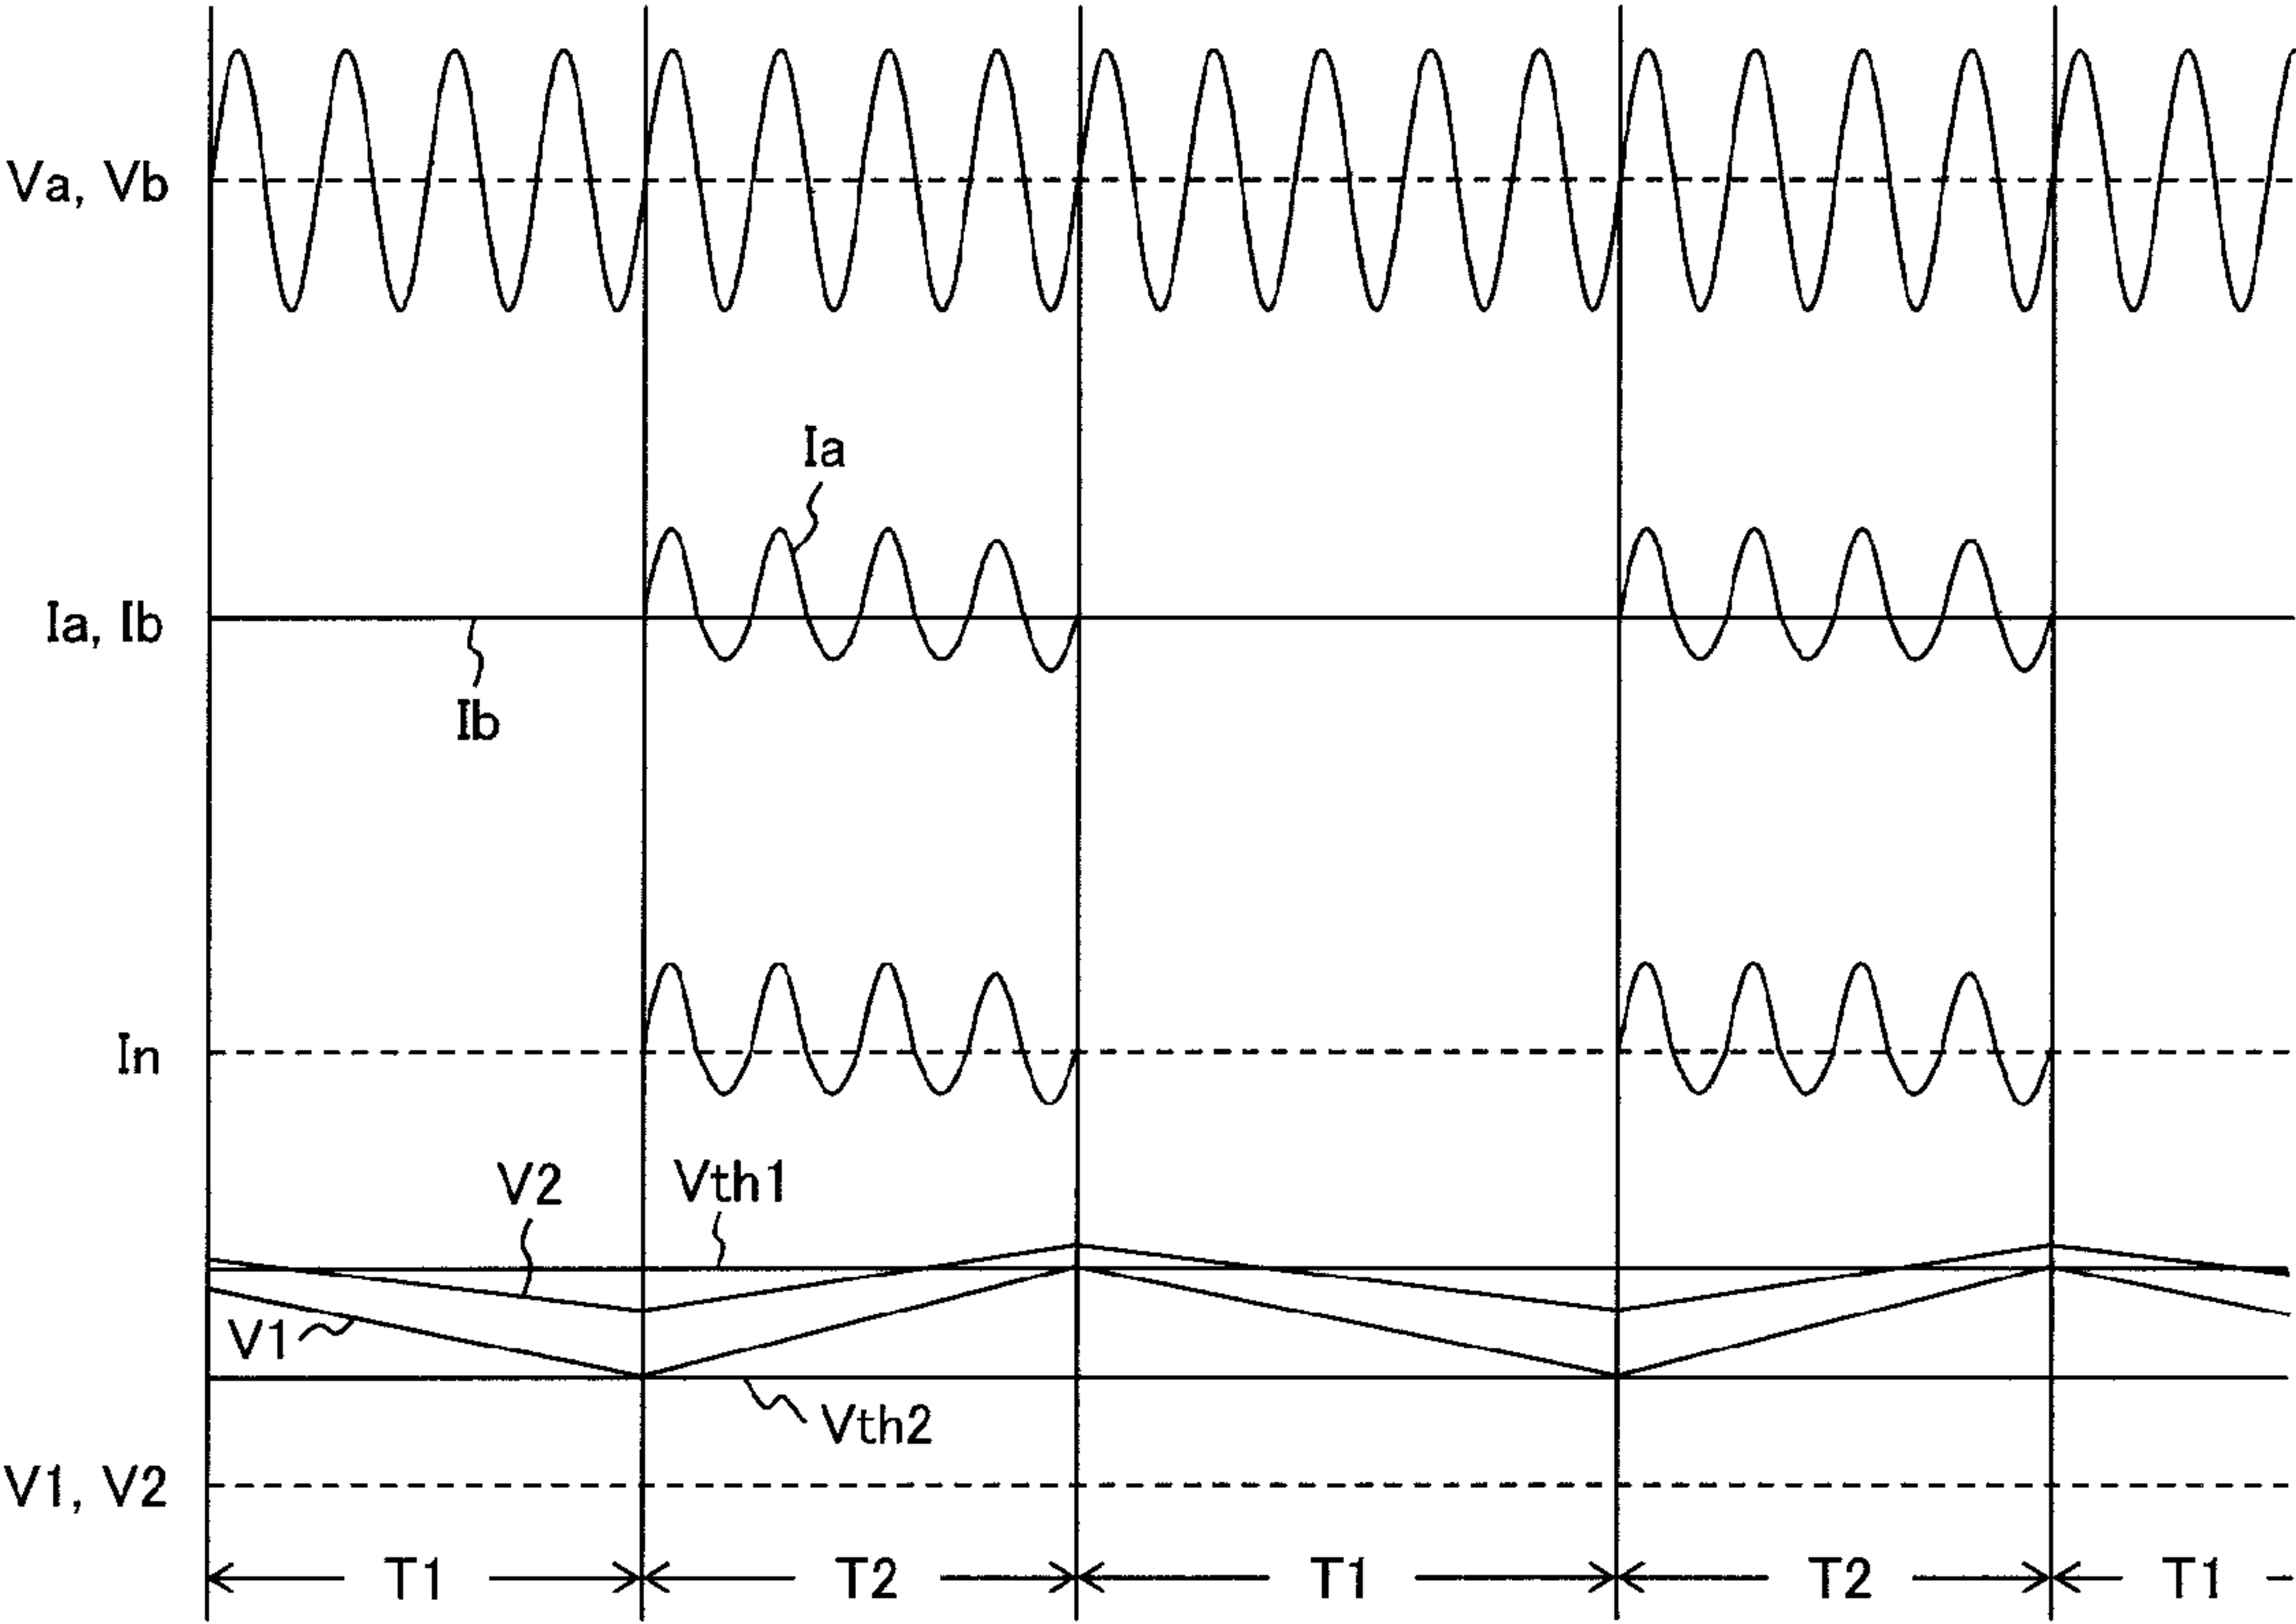 Va, Vb
Ia
Ia, Ib
Ib
In
V2
Vth1
V1
Vth2
V1, V2
T1 T2 T1 T2 T1